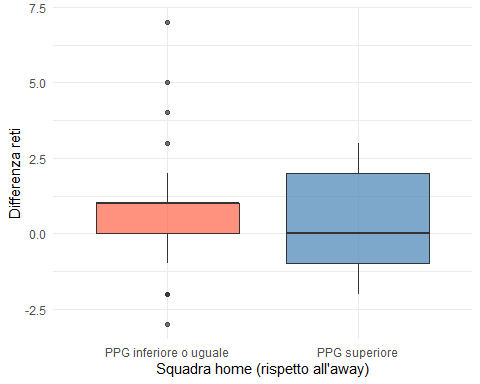 7.5
5.0
2.5
0.0
-2.5
Differenza reti
PPG inferiore o uguale
PPG superiore
Squadra home (rispetto all'away)